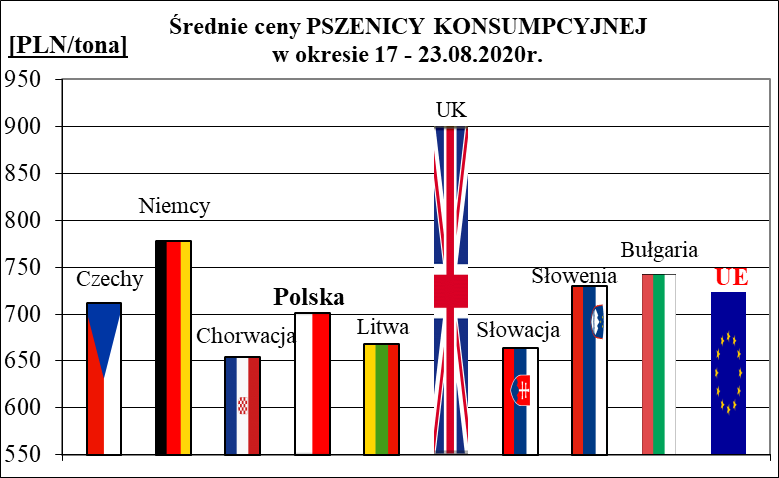 Średnie ceny PSZENICY KONSUMPCYJNEJ
w okresie 17 - 23.08.2020r.
[PLN/tona]
950
900
850
800
750
700
650
600
550
Czechy
Niemcy
Chorwacja
Polska
Litwa
UK
Słowacja
Słowenia
Bułgaria
UE